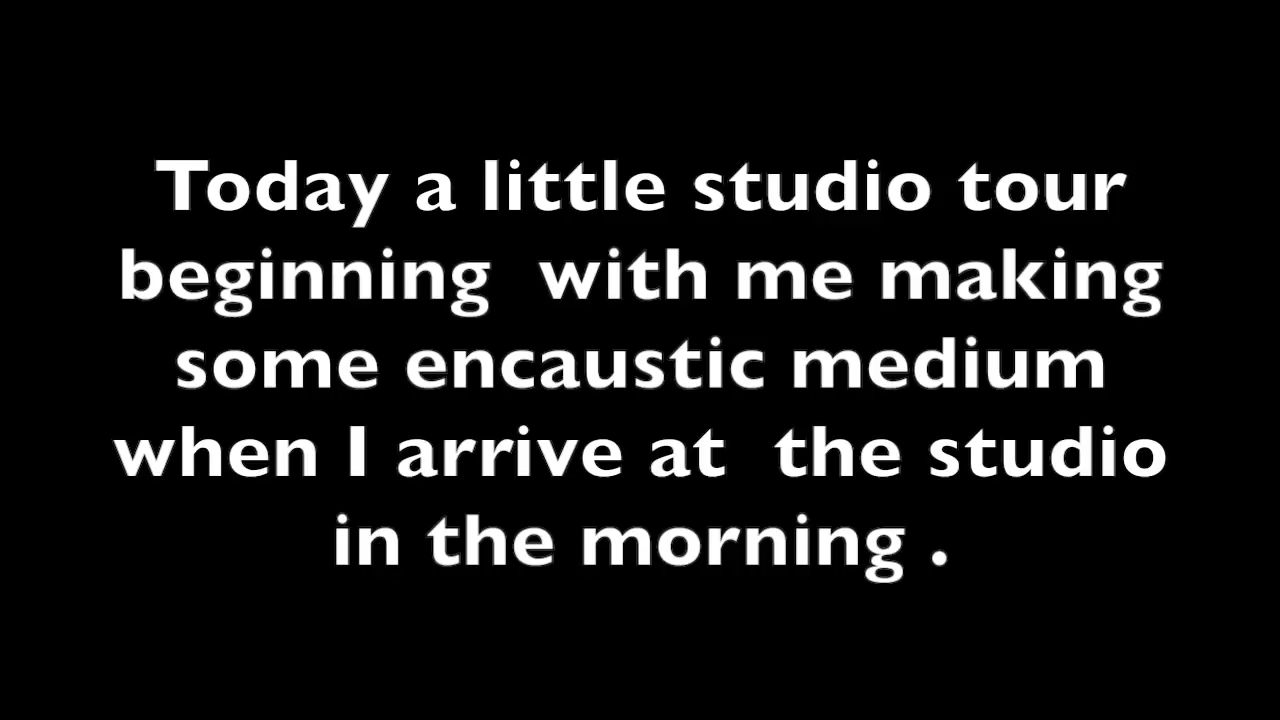 Today a little studio tour
beginning  with me making
some encaustic medium
when I arrive at  the studio
in the morning .